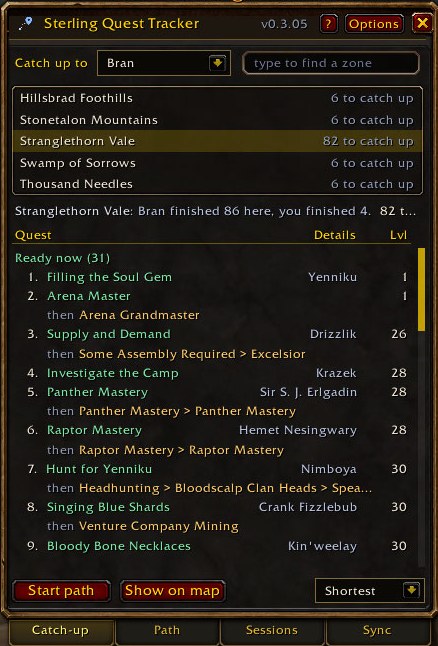 Sterling Quest Tracker v0.3.05 ? Options X
Catch up to Bran type to find a zone
Hillsbrad Foothills 6 to catch up
Stonetalon Mountains 6 to catch up
Stranglethorn Vale 82 to catch up
Swamp of Sorrows 6 to catch up
Thousand Needles 6 to catch up
Stranglethorn Vale: Bran finished 86 here, you finished 4. 82 t...
Quest Details Lvl
Ready now (31)
1. Filling the Soul Gem Yenniku 1
2. Arena Master 1
then Arena Grandmaster
3. Supply and Demand Drizzlik 26
then Some Assembly Required > Excelsior
4. Investigate the Camp Krazek 28
5. Panther Mastery Sir S. J. Erlgadin 28
then Panther Mastery > Panther Mastery
6. Raptor Mastery Hemet Nesingwary 28
then Raptor Mastery > Raptor Mastery
7. Hunt for Yenniku Nimboya 30
then Headhunting > Bloodscalp Clan Heads > Spea...
8. Singing Blue Shards Crank Fizzlebub 30
then Venture Company Mining
9. Bloody Bone Necklaces Kin'weelay 30
Start path Show on map Shortest
Catch-up Path Sessions Sync